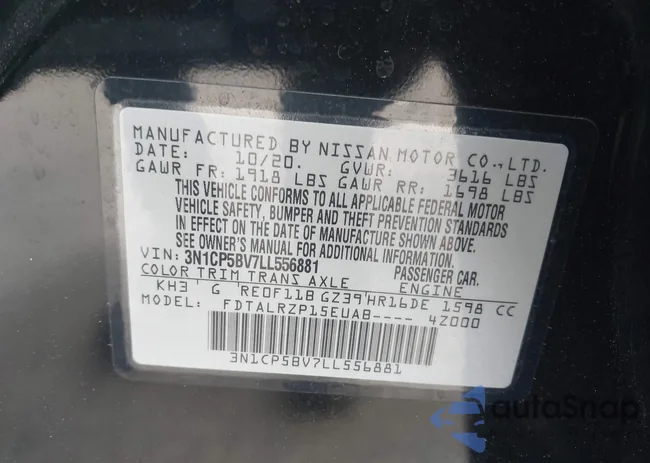 MANUFACTURED BY NISSAN MOTOR CO.,LTD.
DATE: 10/20. GVWR: 3616 LBS
GAWR FR: 1918 LBS GAWR RR: 1698 LBS
THIS VEHICLE CONFORMS TO ALL APPLICABLE FEDERAL MOTOR
VEHICLE SAFETY, BUMPER AND THEFT PREVENTION STANDARDS
IN EFFECT ON THE DATE OF MANUFACTURE SHOWN ABOVE.
SEE OWNER'S MANUAL FOR ADDITIONAL INFORMATION.
VIN: 3N1CP5BV7LL556881 PASSENGER CAR.
COLOR TRIM TRANS AXLE ENGINE
KH3' G 'RE0F11B GZ39'HR16DE 1598 CC
MODEL: FDTALRZP15EUAB---- 4Z000
3N1CP5BV7LL556881
autoSnap